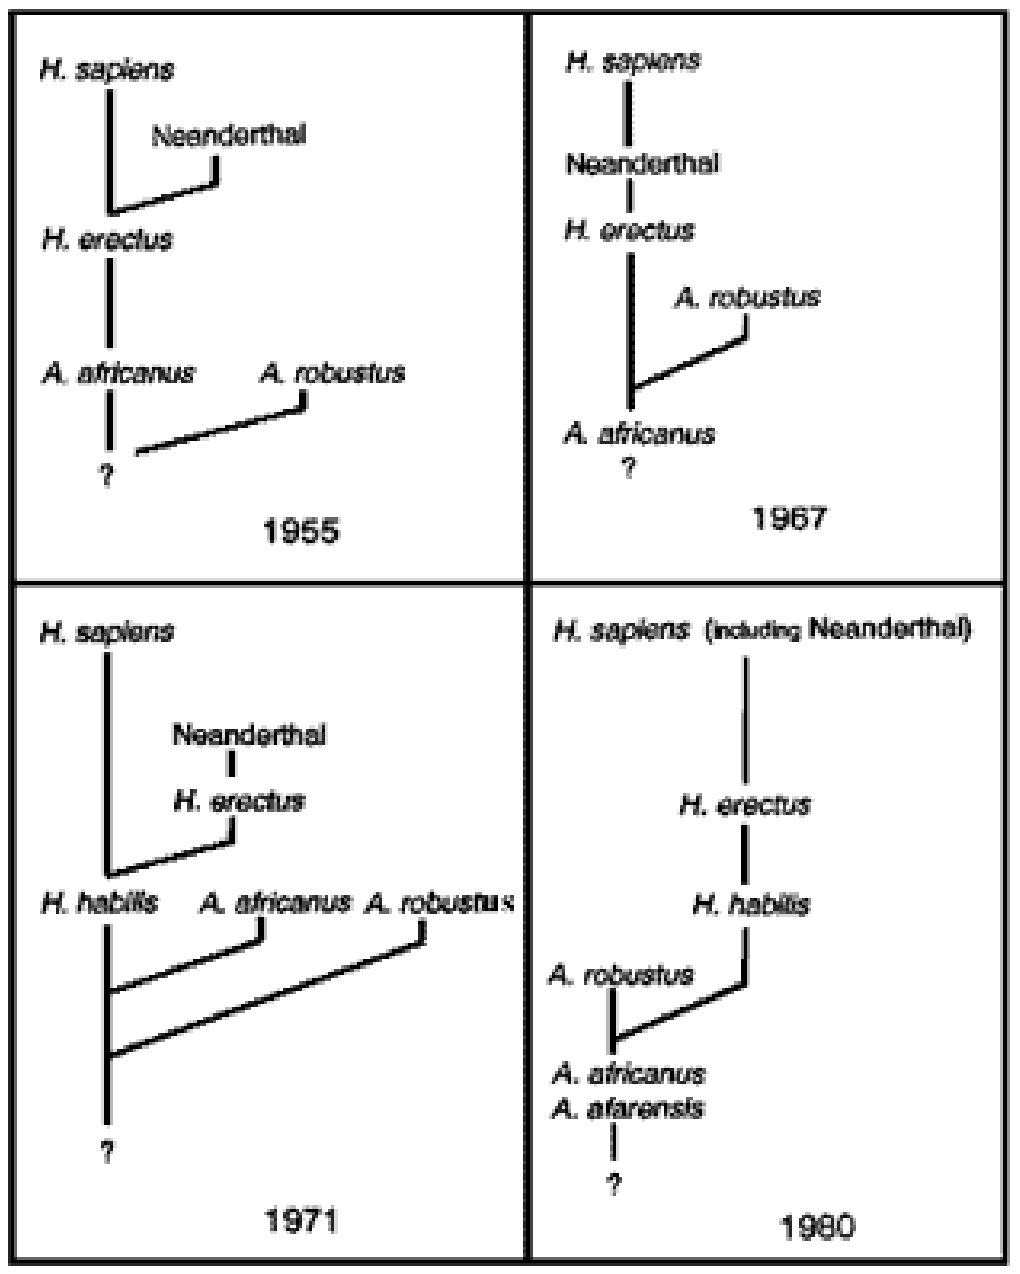 H. sapiens
Neanderthal
H. erectus
A. africanus A. robustus
?
1955
H. sapiens
Neanderthal
H. erectus
A. robustus
A. africanus
?
1967
H. sapiens
Neanderthal
H. erectus
H. habilis A. africanus A. robustus
?
1971
H. sapiens (including Neanderthal)
H. erectus
H. habilis
A. robustus
A. africanus
A. afarensis
?
1980